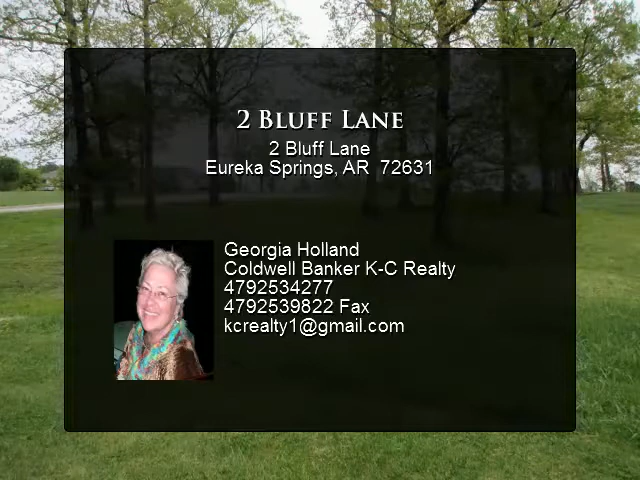 2 Bluff Lane
2 Bluff Lane
Eureka Springs, AR 72631
Georgia Holland
Coldwell Banker K-C Realty
4792534277
4792539822 Fax
kcrealty1@gmail.com